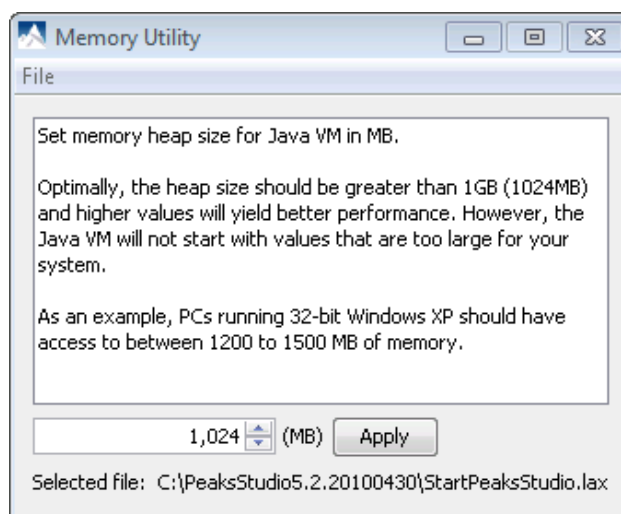 Memory Utility
File
Set memory heap size for Java VM in MB.
Optimally, the heap size should be greater than 1GB (1024MB)
and higher values will yield better performance. However, the
Java VM will not start with values that are too large for your
system.
As an example, PCs running 32-bit Windows XP should have
access to between 1200 to 1500 MB of memory.
1,024 (MB) Apply
Selected file: C:\PeaksStudio5.2.20100430\StartPeaksStudio.lax